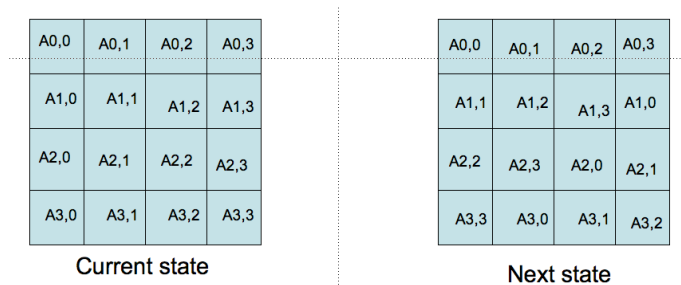 A0,0 A0,1 A0,2 A0,3
A1,0 A1,1 A1,2 A1,3
A2,0 A2,1 A2,2 A2,3
A3,0 A3,1 A3,2 A3,3
Current state
A0,0 A0,1 A0,2 A0,3
A1,1 A1,2 A1,3 A1,0
A2,2 A2,3 A2,0 A2,1
A3,3 A3,0 A3,1 A3,2
Next state